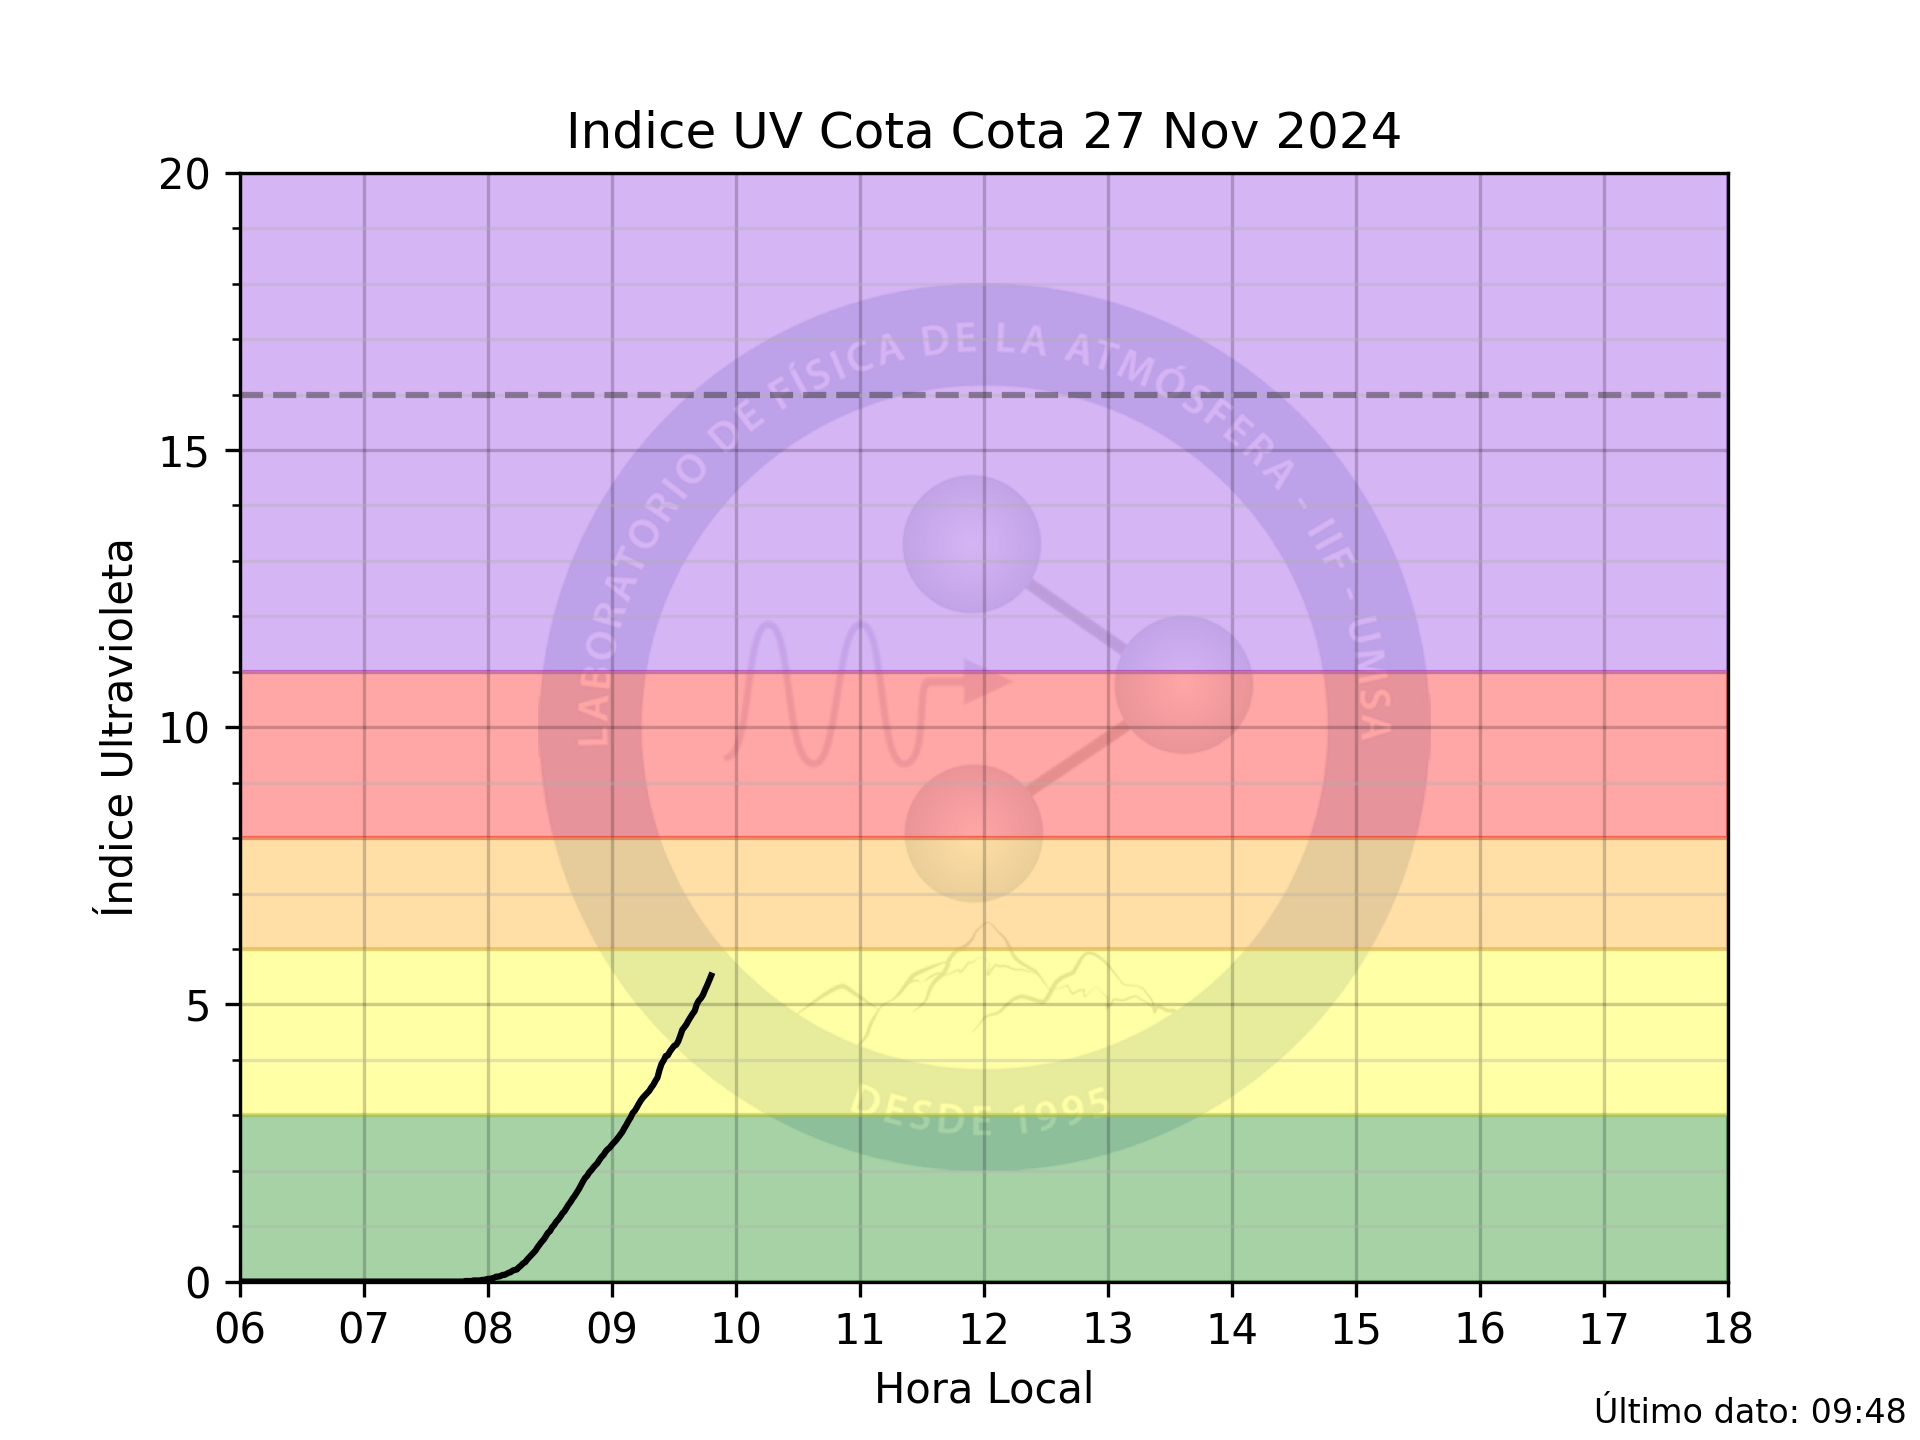 Indice UV Cota Cota 27 Nov 2024
20
15
10
5
0
Índice Ultravioleta
LABORATORIO DE FÍSICA DE LA ATMÓSFERA - IIF - UMSA
DESDE 1995
06 07 08 09 10 11 12 13 14 15 16 17 18
Hora Local
Último dato: 09:48